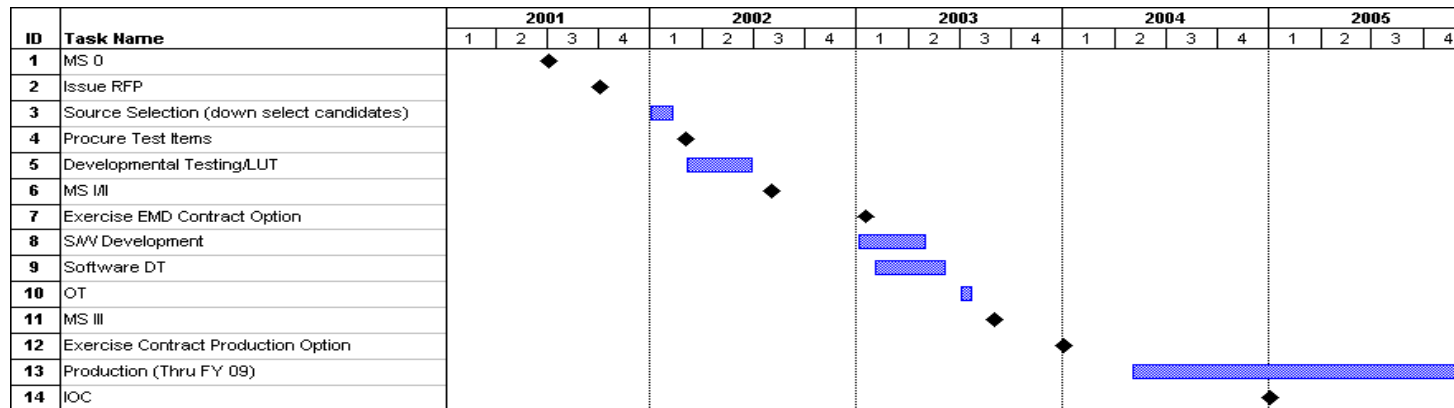 2001 2002 2003 2004 2005
ID Task Name 1 2 3 4 1 2 3 4 1 2 3 4 1 2 3 4 1 2 3 4
1 MS 0
2 Issue RFP
3 Source Selection (down select candidates)
4 Procure Test Items
5 Developmental Testing/LUT
6 MS I/II
7 Exercise EMD Contract Option
8 S/W Development
9 Software DT
10 OT
11 MS III
12 Exercise Contract Production Option
13 Production (Thru FY 09)
14 IOC